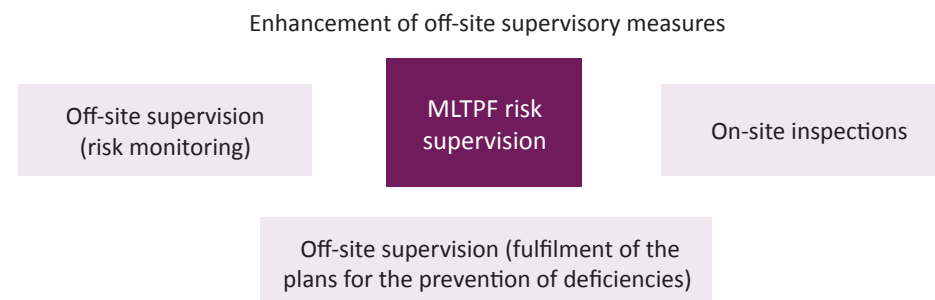 Enhancement of off-site supervisory measures
Off-site supervision
(risk monitoring)
MLTPF risk
supervision
On-site inspections
Off-site supervision (fulfilment of the
plans for the prevention of deficiencies)